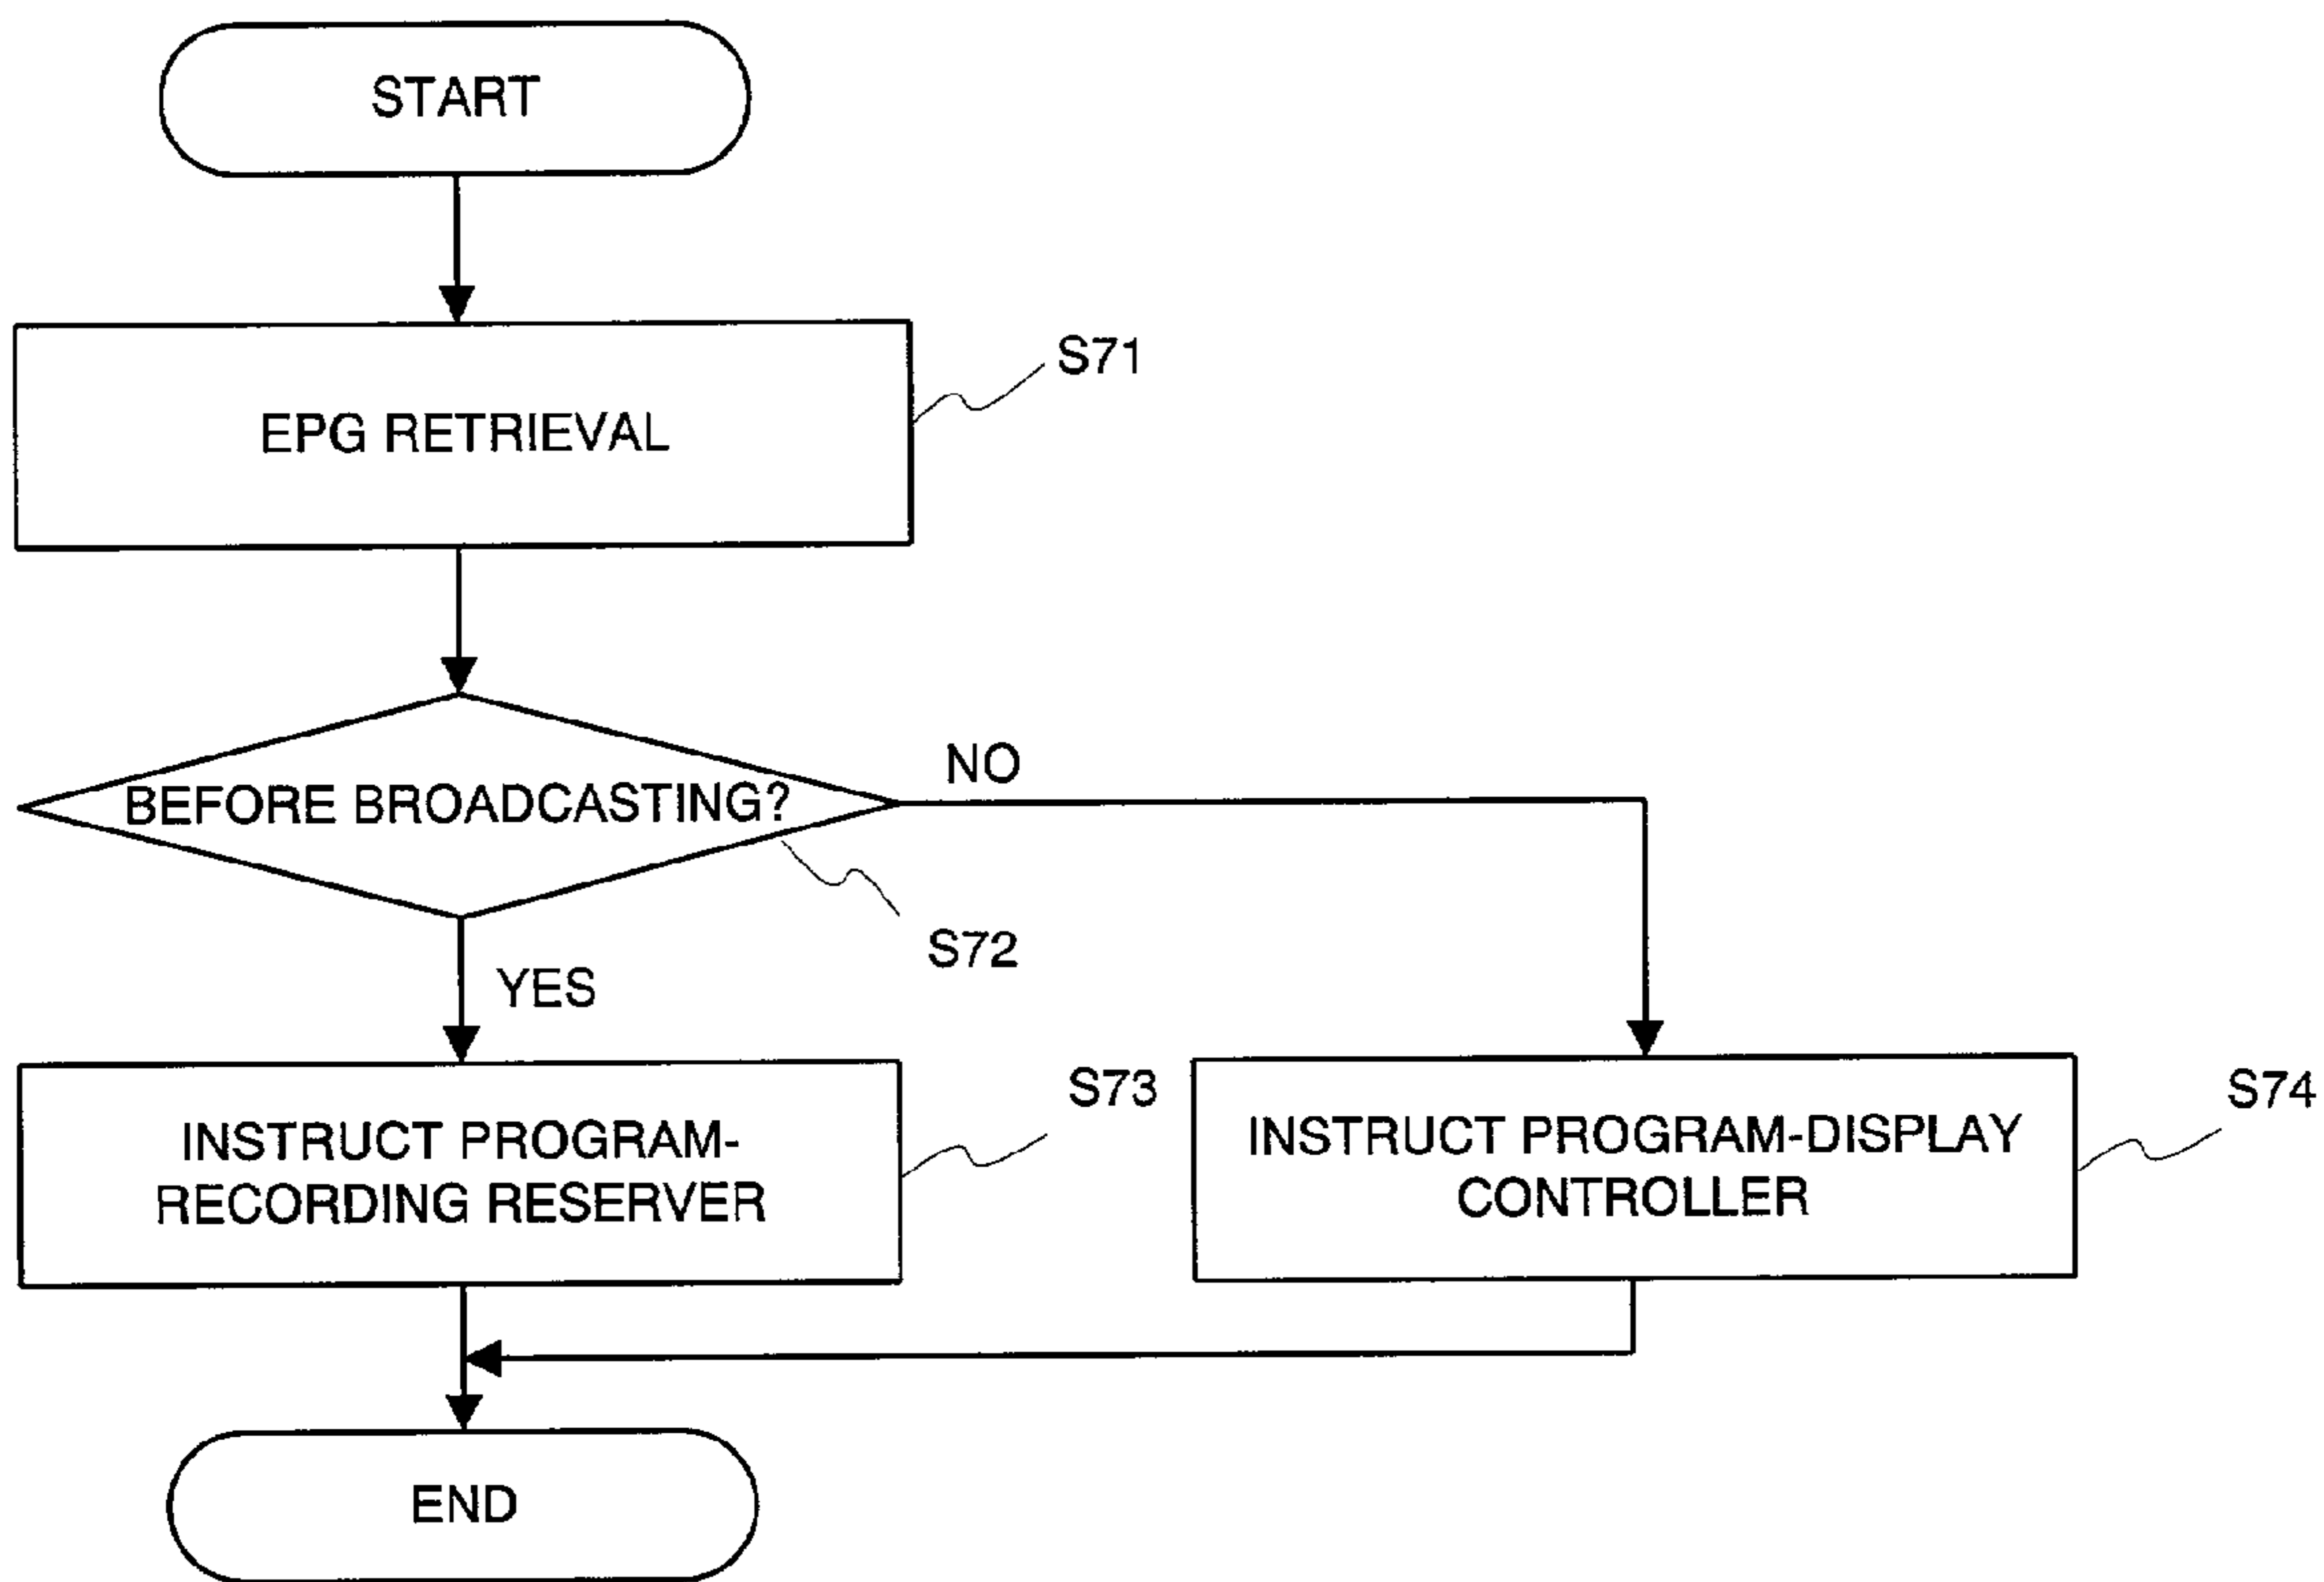 START
EPG RETRIEVAL
S71
BEFORE BROADCASTING?
NO
S72
YES
INSTRUCT PROGRAM-
RECORDING RESERVER
S73
INSTRUCT PROGRAM-DISPLAY
CONTROLLER
S74
END